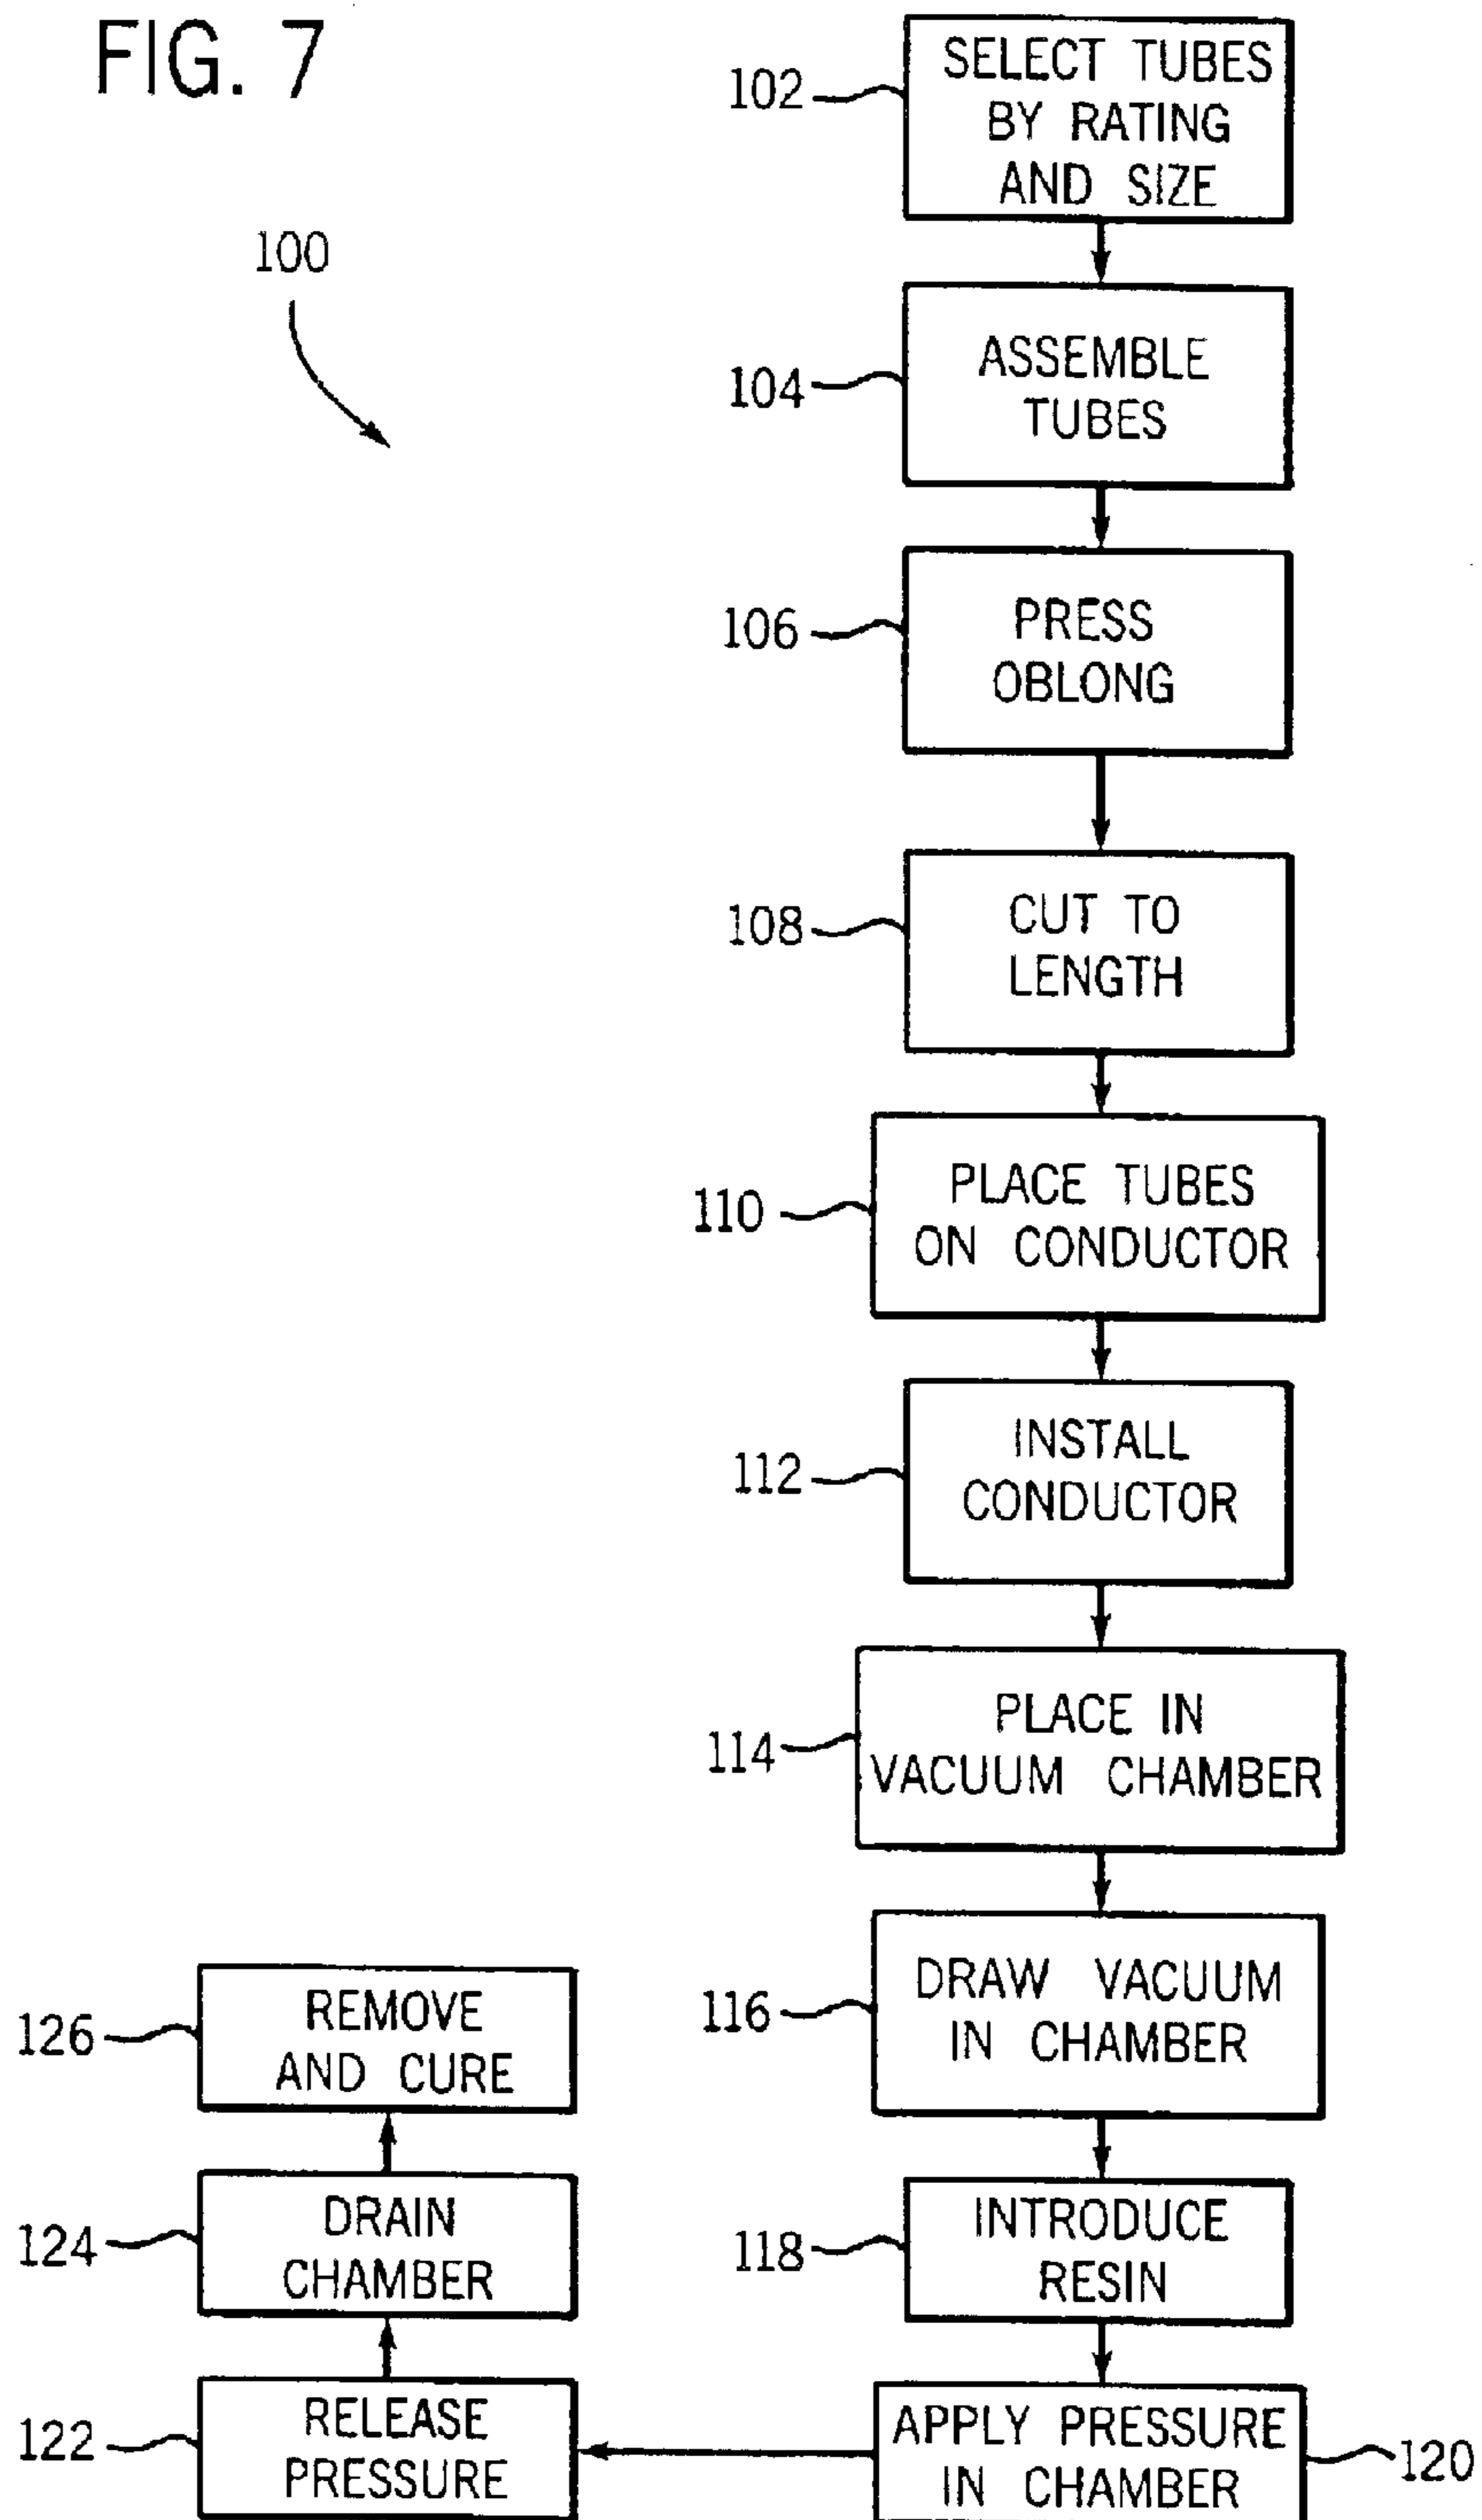 FIG. 7
100
102
SELECT TUBES
BY RATING
AND SIZE
104
ASSEMBLE
TUBES
106
PRESS
OBLONG
108
CUT TO
LENGTH
110
PLACE TUBES
ON CONDUCTOR
112
INSTALL
CONDUCTOR
114
PLACE IN
VACUUM CHAMBER
116
DRAW VACUUM
IN CHAMBER
118
INTRODUCE
RESIN
120
APPLY PRESSURE
IN CHAMBER
122
RELEASE
PRESSURE
124
DRAIN
CHAMBER
126
REMOVE
AND CURE